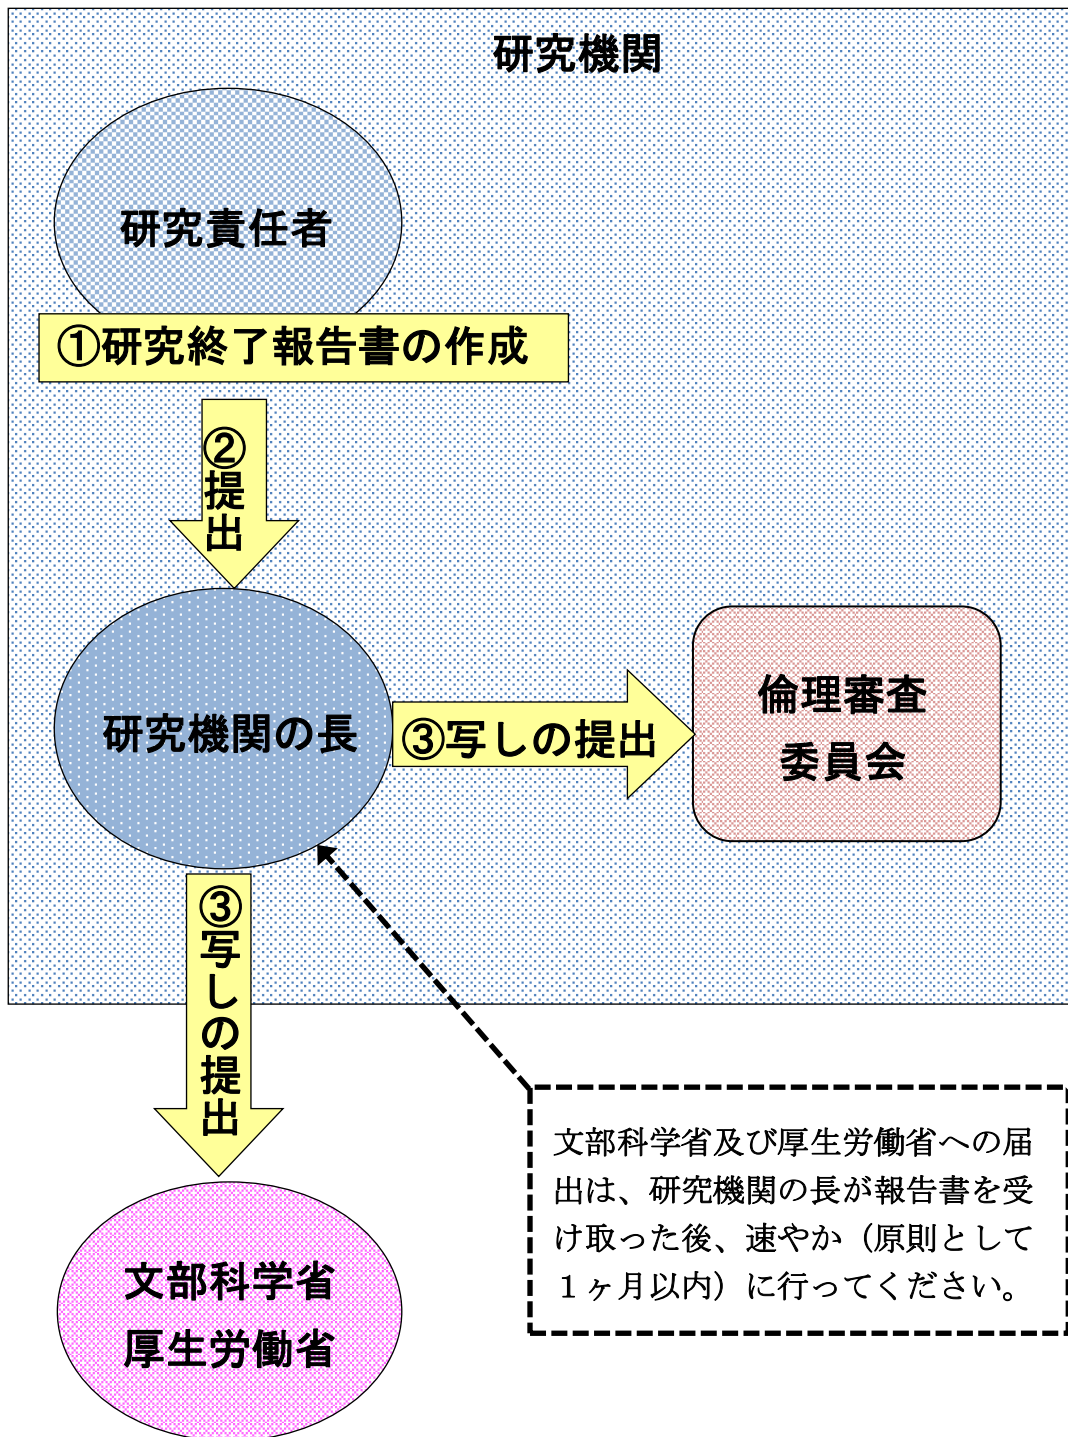 研究機関
研究責任者
①研究終了報告書の作成
②提出
研究機関の長
③写しの提出
倫理審査
委員会
③写しの提出
文部科学省及び厚生労働省への届
出は、研究機関の長が報告書を受
け取った後、速やか（原則として
１ヶ月以内）に行ってください。
文部科学省
厚生労働省